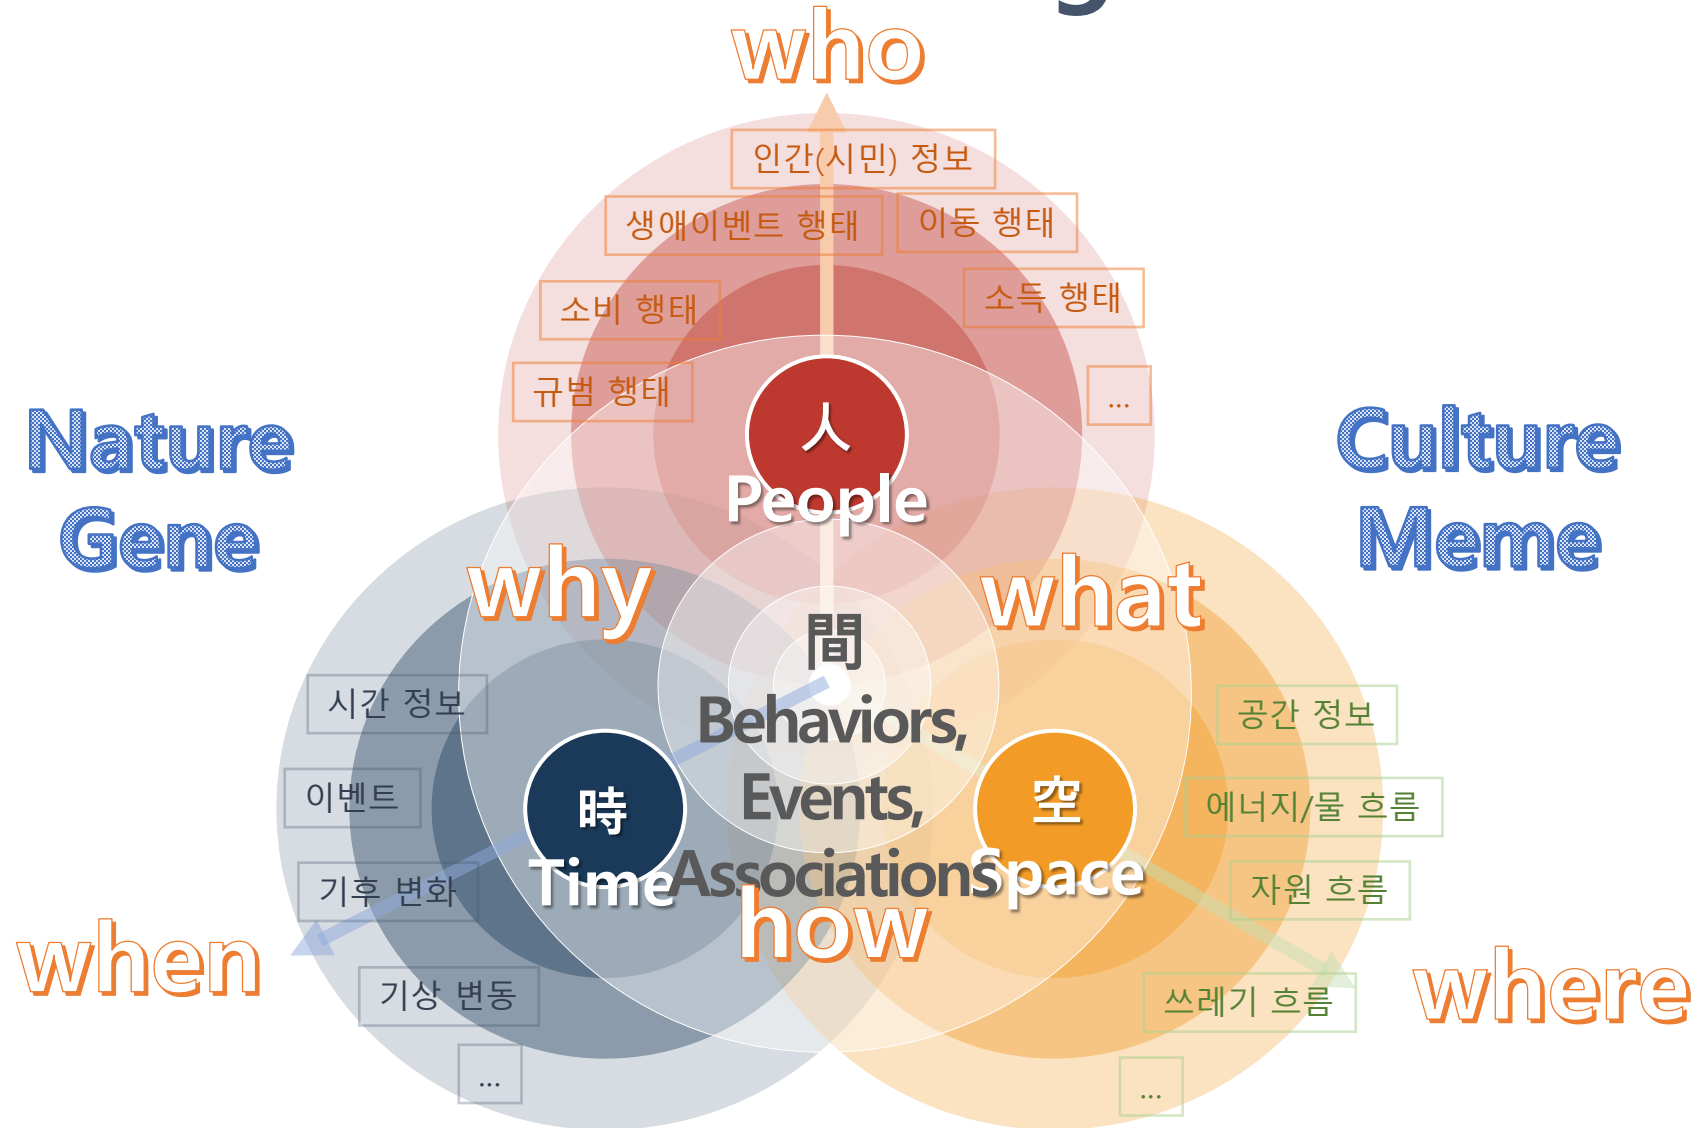 who
인간(시민) 정보
생애이벤트 행태
이동 행태
소비 행태
소득 행태
규범 행태
...
人
People
Nature
Gene
Culture
Meme
why
what
間
Behaviors,
Events,
Associations
시간 정보
이벤트
기후 변화
기상 변동
...
時
Time
空
Space
공간 정보
에너지/물 흐름
자원 흐름
쓰레기 흐름
...
how
when
where